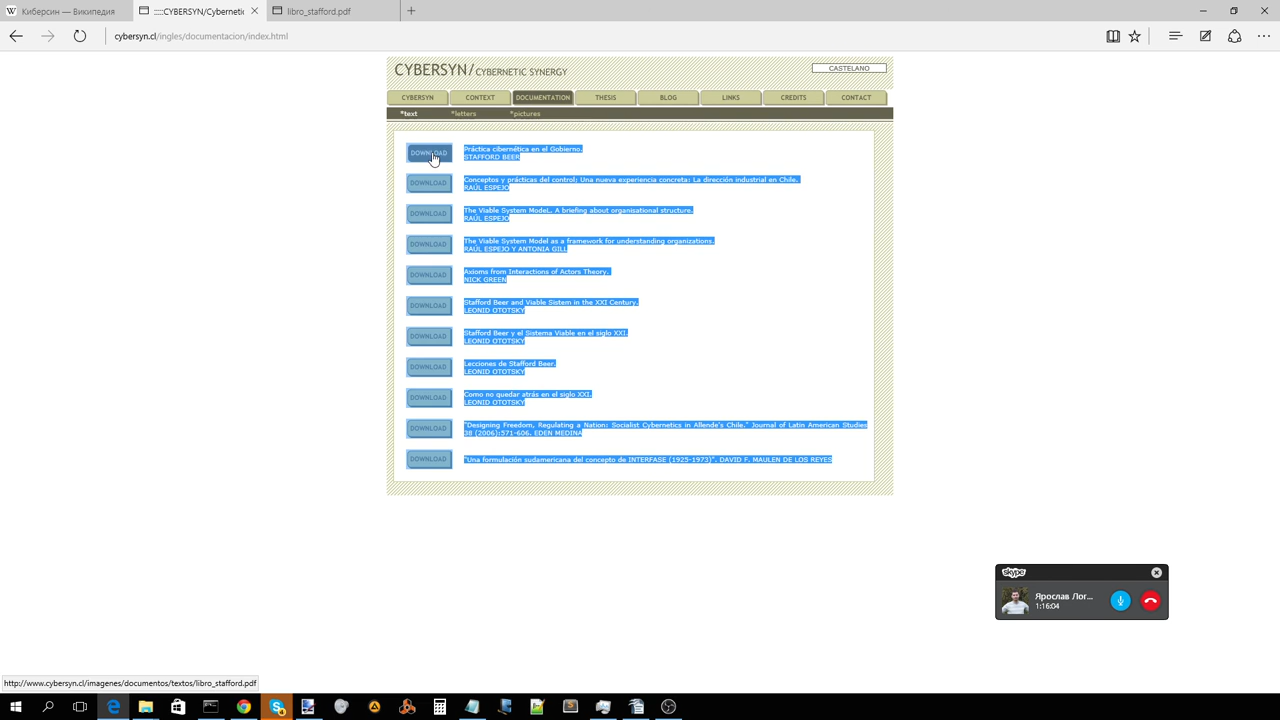 Киберсин — Википедия
:::::CYBERSYN/Cybernetic
libro_stafford.pdf
cybersyn.cl/ingles/documentacion/index.html
CYBERSYN/CYBERNETIC SYNERGY
CASTELANO
CYBERSYN CONTEXT DOCUMENTATION THESIS BLOG LINKS CREDITS CONTACT
*text *letters *pictures
DOWNLOAD Práctica cibernética en el Gobierno.
STAFFORD BEER
DOWNLOAD Conceptos y prácticas del control; Una nueva experiencia concreta: La dirección industrial en Chile.
RAÚL ESPEJO
DOWNLOAD The Viable System ModeL. A briefing about organisational structure.
RAÚL ESPEJO
DOWNLOAD The Viable System Model as a framework for understanding organizations.
RAÚL ESPEJO Y ANTONIA GILL
DOWNLOAD Axioms from Interactions of Actors Theory.
NICK GREEN
DOWNLOAD Stafford Beer and Viable Sistem in the XXI Century.
LEONID OTOTSKY
DOWNLOAD Stafford Beer y el Sistema Viable en el siglo XXI.
LEONID OTOTSKY
DOWNLOAD Lecciones de Stafford Beer.
LEONID OTOTSKY
DOWNLOAD Como no quedar atrás en el siglo XXI.
LEONID OTOTSKY
DOWNLOAD "Designing Freedom, Regulating a Nation: Socialist Cybernetics in Allende's Chile." Journal of Latin American Studies
38 (2006):571-606. EDEN MEDINA
DOWNLOAD "Una formulación sudamericana del concepto de INTERFASE (1925-1973)". DAVID F. MAULEN DE LOS REYES
skype
Ярослав Лог...
1:16:04
http://www.cybersyn.cl/imagenes/documentos/textos/libro_stafford.pdf